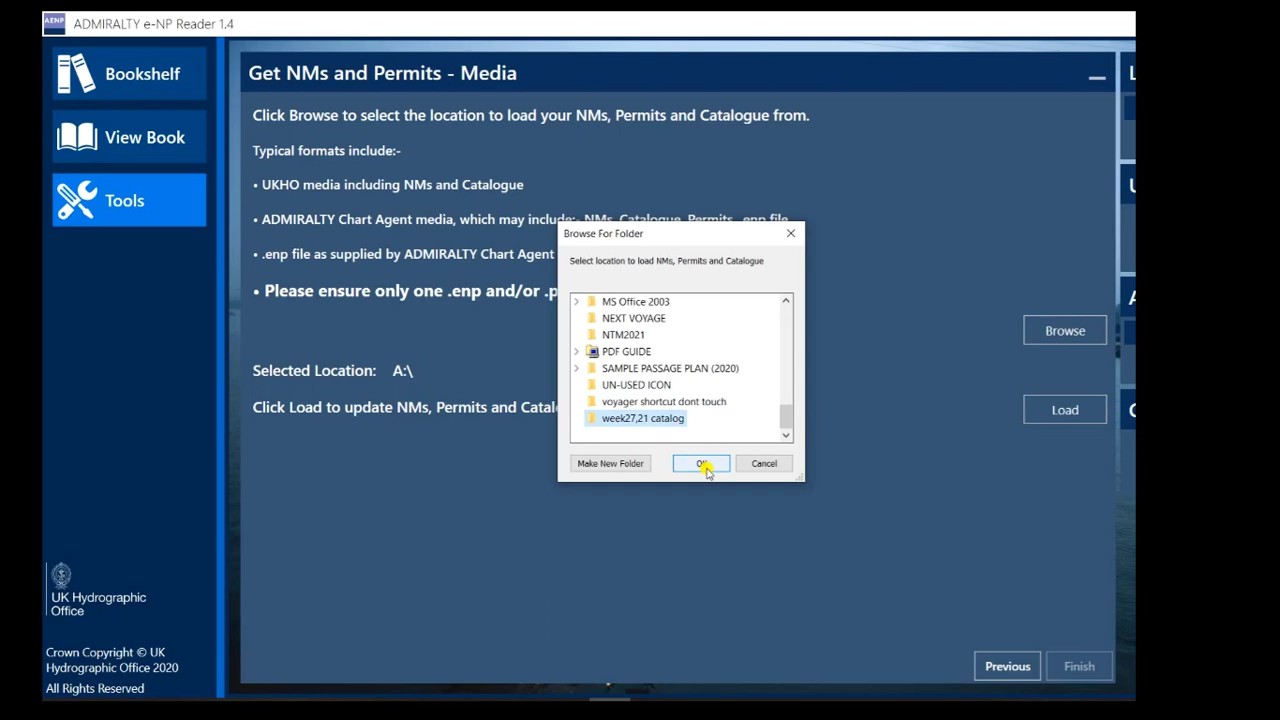 AENP
ADMIRALTY e-NP Reader 1.4
Bookshelf
View Book
Tools
UK Hydrographic
Office
Crown Copyright © UK
Hydrographic Office 2020
All Rights Reserved
Get NMs and Permits - Media
Click Browse to select the location to load your NMs, Permits and Catalogue from.
Typical formats include:-
• UKHO media including NMs and Catalogue
• ADMIRALTY Chart Agent media, which may include:- NMs, Catalogue, Permits, .enp file
• .enp file as supplied by ADMIRALTY Chart Agent
• Please ensure only one .enp and/or .p
Browse
Selected Location: A:\
Click Load to update NMs, Permits and Catal
Load
Previous
Finish
Browse For Folder
Select location to load NMs, Permits and Catalogue
MS Office 2003
NEXT VOYAGE
NTM2021
PDF GUIDE
SAMPLE PASSAGE PLAN (2020)
UN-USED ICON
voyager shortcut dont touch
week27,21 catalog
Make New Folder
OK
Cancel